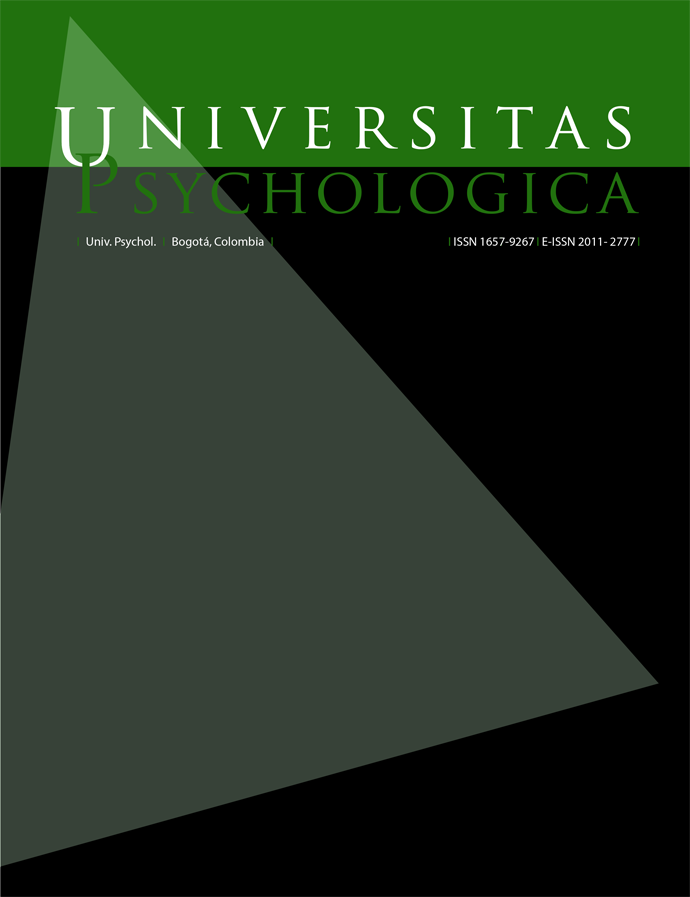 UNIVERSITAS
PSYCHOLOGICA
| Univ. Psychol. | Bogotá, Colombia | | ISSN 1657-9267 | E-ISSN 2011- 2777 |